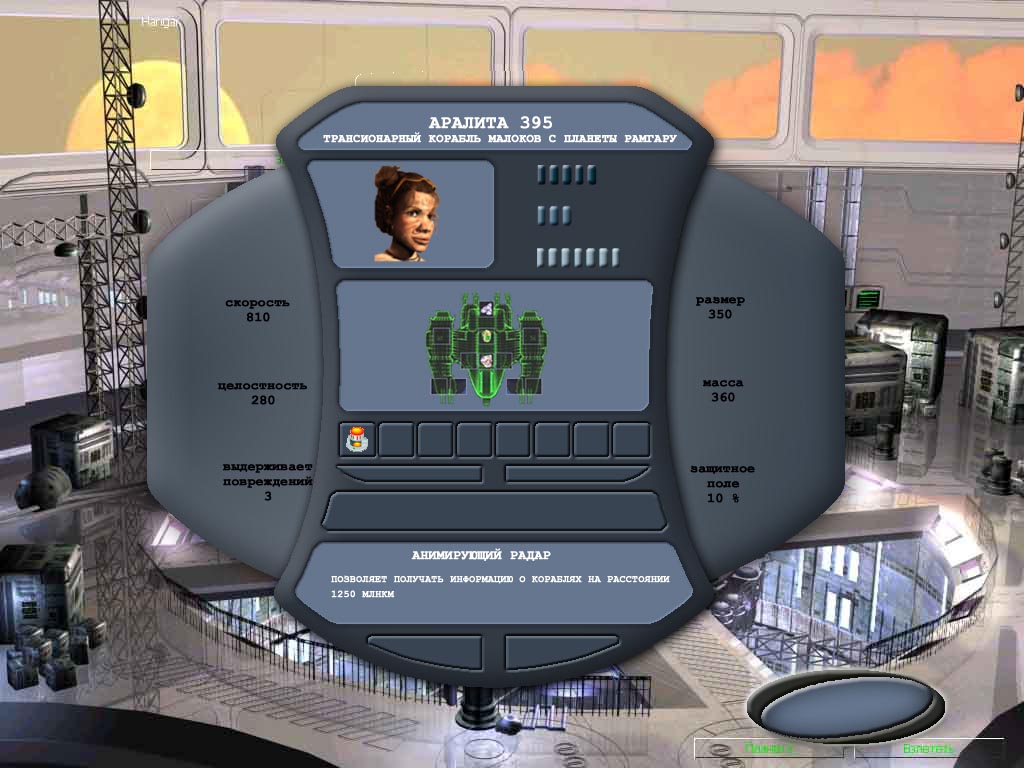 Hangar
АРАЛИТА 395
ТРАНСИОНАРНЫЙ КОРАБЛЬ МАЛОКОВ С ПЛАНЕТЫ РАМГАРУ
скорость
810
размер
350
целостность
280
масса
360
выдерживает
повреждений
3
защитное
поле
10 %
АНИМИРУЮЩИЙ РАДАР
ПОЗВОЛЯЕТ ПОЛУЧАТЬ ИНФОРМАЦИЮ О КОРАБЛЯХ НА РАССТОЯНИИ
1250 МЛНКМ
Взлететь